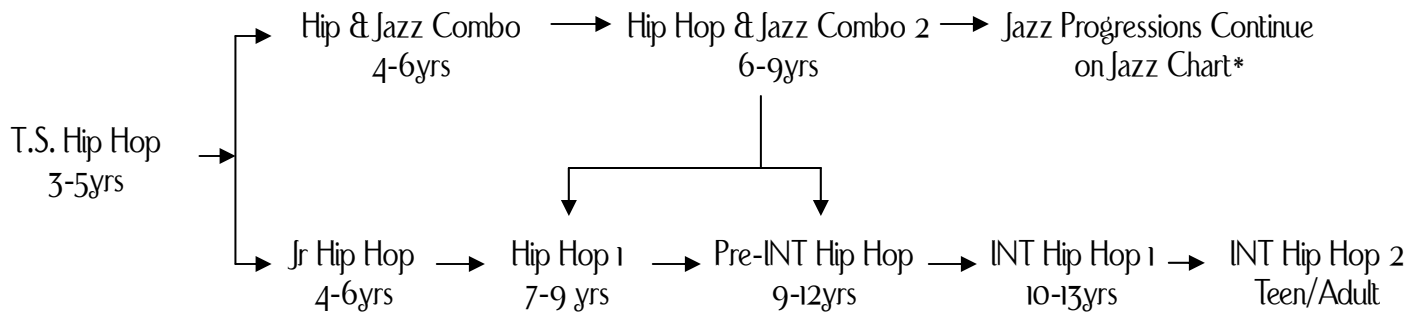 Hip & Jazz Combo
4-6yrs
Hip Hop & Jazz Combo 2
6-9yrs
Jazz Progressions Continue
on Jazz Chart*
T.S. Hip Hop
3-5yrs
Jr Hip Hop
4-6yrs
Hip Hop 1
7-9 yrs
Pre-INT Hip Hop
9-12yrs
INT Hip Hop 1
10-13yrs
INT Hip Hop 2
Teen/Adult